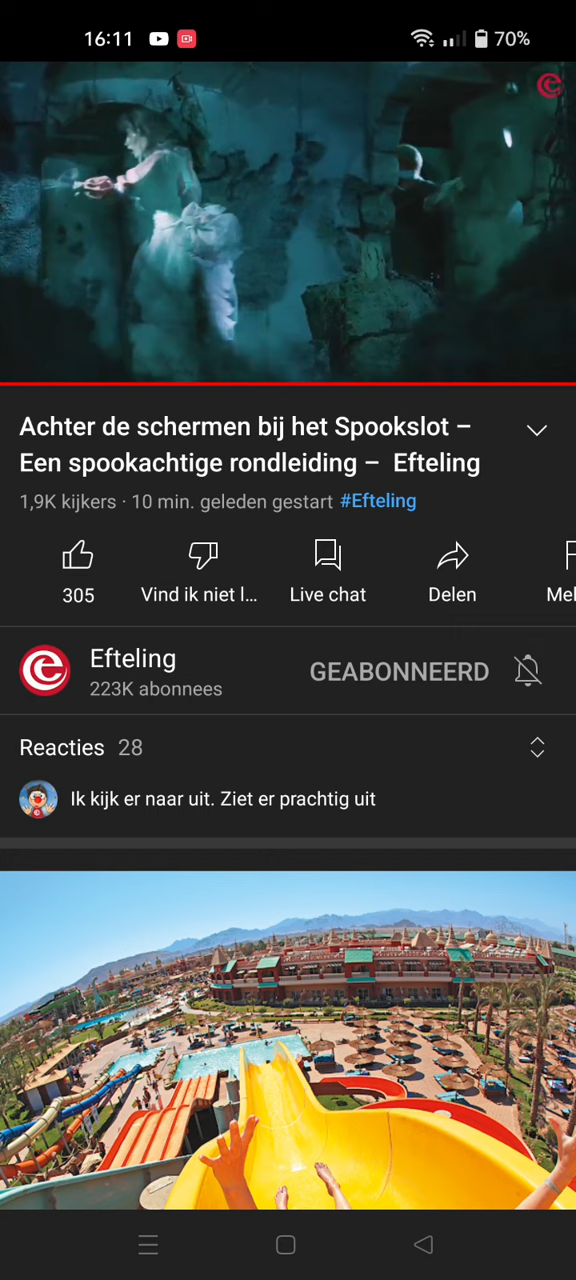 16:11
70%
Achter de schermen bij het Spookslot –
Een spookachtige rondleiding – Efteling
1,9K kijkers · 10 min. geleden gestart #Efteling
305
Vind ik niet l...
Live chat
Delen
Mel
Efteling
GEABONNEERD
223K abonnees
Reacties 28
Ik kijk er naar uit. Ziet er prachtig uit